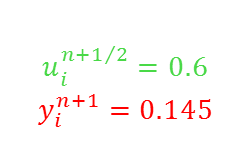 u_i^{n+1/2} = 0.6
y_i^{n+1} = 0.145